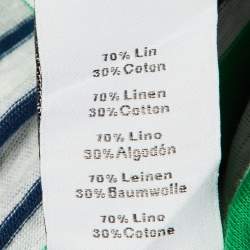 70% Lin
30% Coton
70% Linen
30% Cotton
70% Lino
30% Algodón
70% Leinen
30% Baumwolle
70% Lino
30% Cotone